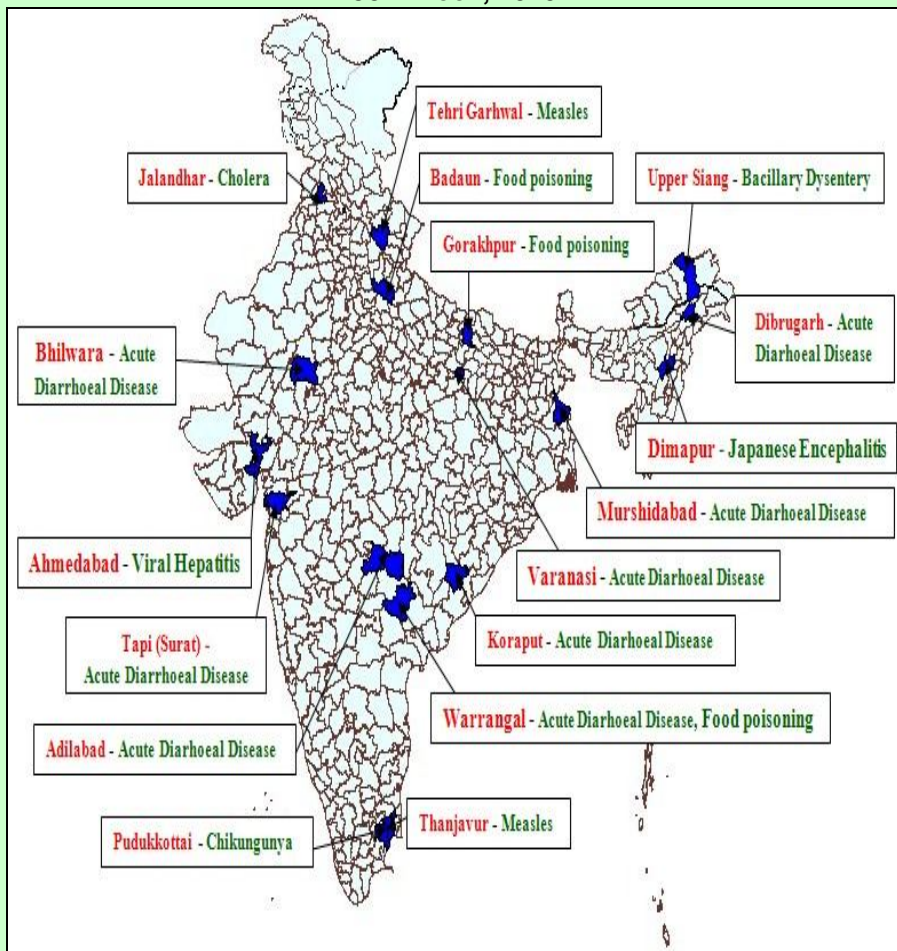 Tehri Garhwal - Measles
Jalandhar - Cholera
Badaun - Food poisoning
Upper Siang - Bacillary Dysentery
Gorakhpur - Food poisoning
Dibrugarh - Acute
Diarhoeal Disease
Bhilwara - Acute
Diarrhoeal Disease
Dimapur - Japanese Encephalitis
Murshidabad - Acute Diarhoeal Disease
Ahmedabad - Viral Hepatitis
Varanasi - Acute Diarhoeal Disease
Tapi (Surat) -
Acute Diarrhoeal Disease
Koraput - Acute Diarhoeal Disease
Warrangal - Acute Diarhoeal Disease, Food poisoning
Adilabad - Acute Diarhoeal Disease
Thanjavur - Measles
Pudukkottai - Chikungunya